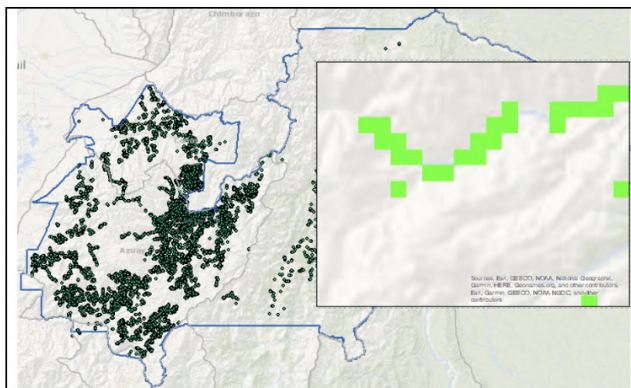 Chimborazo
uil
Azuay
Sources: Esri, GEBCO, NOAA, National Geographic,
Garmin, HERE, Geonames.org, and other contributors,
Esri, Garmin, GEBCO, NOAA NGDC, and other
contributors